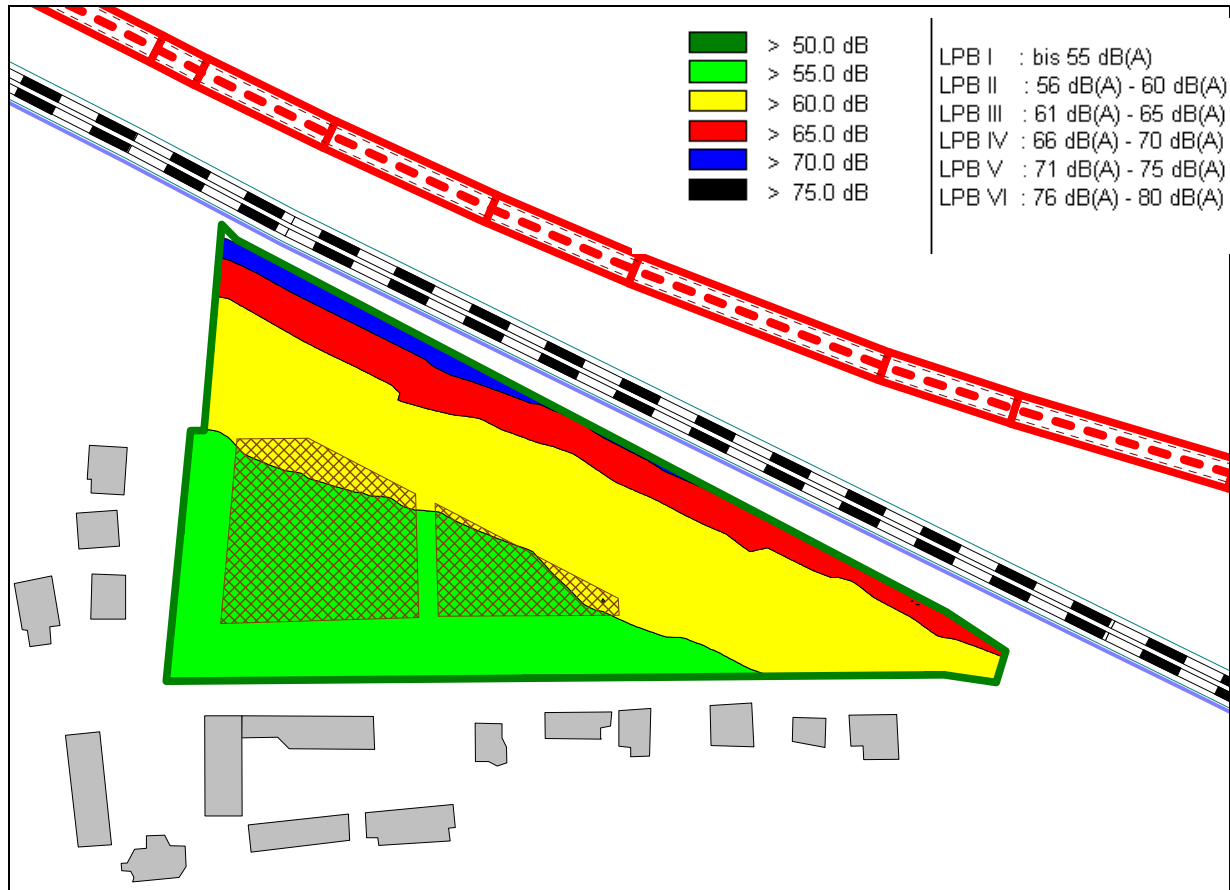 > 50.0 dB
> 55.0 dB
> 60.0 dB
> 65.0 dB
> 70.0 dB
> 75.0 dB
LPB I : bis 55 dB(A)
LPB II : 56 dB(A) - 60 dB(A)
LPB III : 61 dB(A) - 65 dB(A)
LPB IV : 66 dB(A) - 70 dB(A)
LPB V : 71 dB(A) - 75 dB(A)
LPB VI : 76 dB(A) - 80 dB(A)